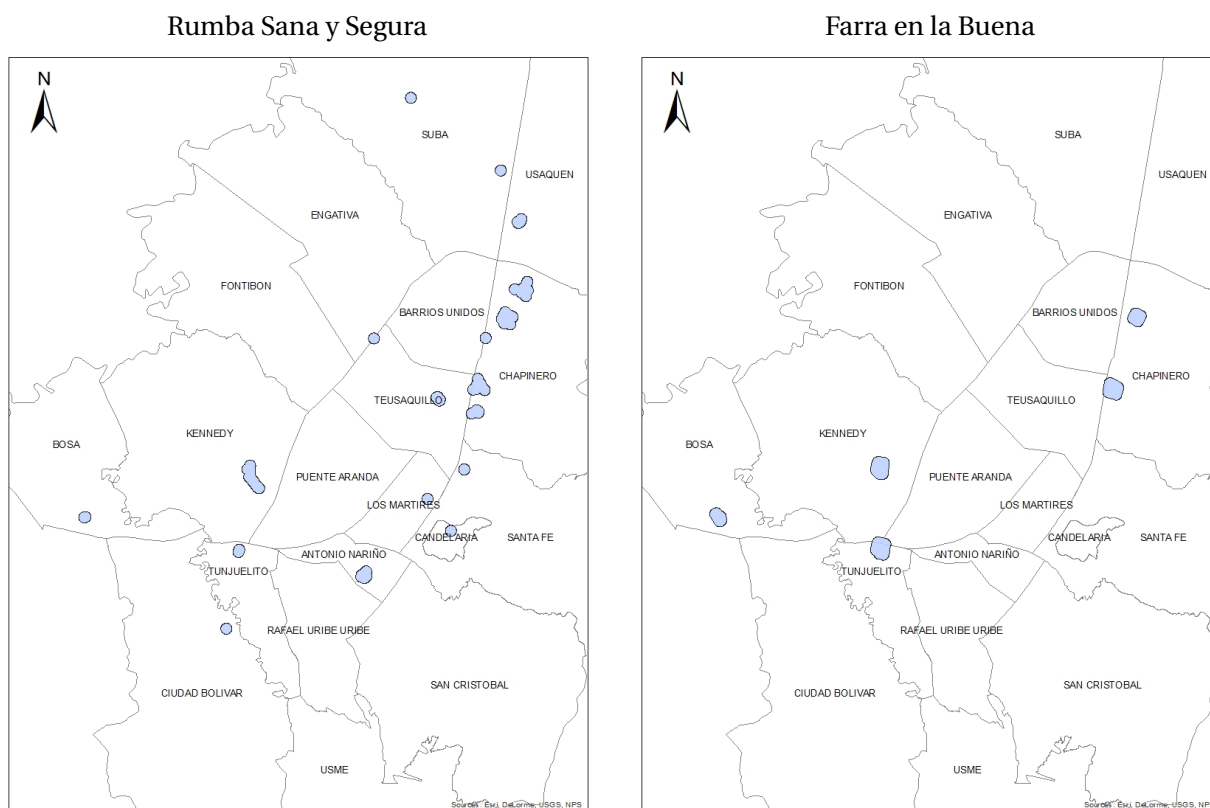 Rumba Sana y Segura
N
SUBA
USAQUEN
ENGATIVA
FONTIBON
BARRIOS UNIDOS
CHAPINERO
TEUSAQUILLO
KENNEDY
BOSA
PUENTE ARANDA
LOS MARTIRES
CANDELARIA
SANTA FE
ANTONIO NARIÑO
TUNJUELITO
RAFAEL URIBE URIBE
SAN CRISTOBAL
CIUDAD BOLIVAR
USME
Source: Esri, DeLorme, USGS, NPS
Farra en la Buena
N
SUBA
USAQUEN
ENGATIVA
FONTIBON
BARRIOS UNIDOS
CHAPINERO
TEUSAQUILLO
KENNEDY
BOSA
PUENTE ARANDA
LOS MARTIRES
CANDELARIA
SANTA FE
ANTONIO NARIÑO
TUNJUELITO
RAFAEL URIBE URIBE
SAN CRISTOBAL
CIUDAD BOLIVAR
USME
Esri, DeLorme, USGS, NPS